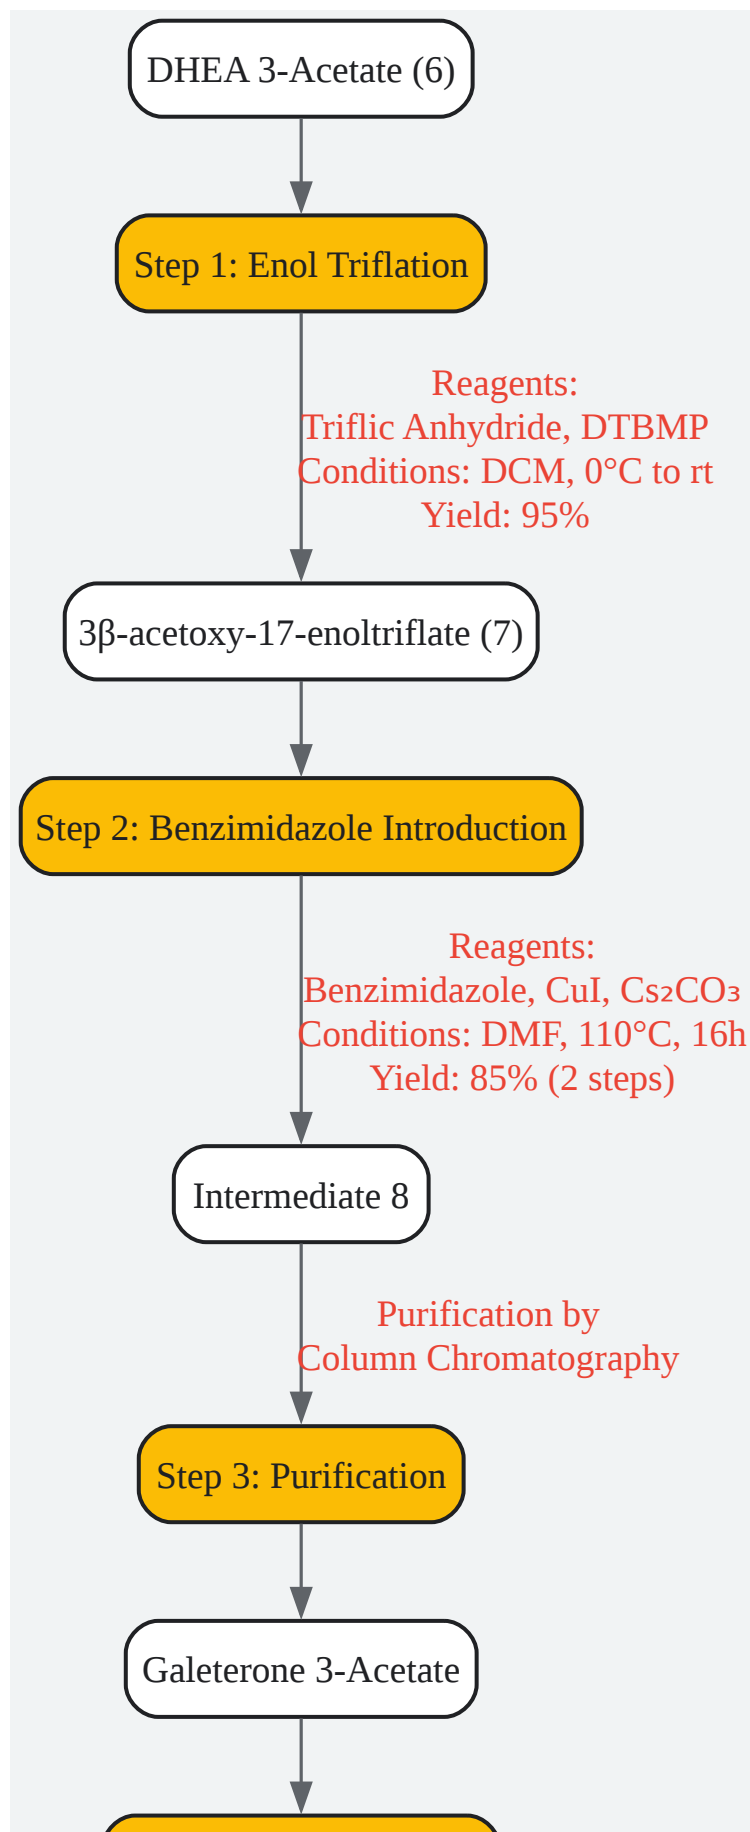 DHEA 3-Acetate (6)
Step 1: Enol Triflation
Reagents:
Triflic Anhydride, DTBMP
Conditions: DCM, 0°C to rt
Yield: 95%
3β-acetoxy-17-enoltriflate (7)
Step 2: Benzimidazole Introduction
Reagents:
Benzimidazole, CuI, Cs₂CO₃
Conditions: DMF, 110°C, 16h
Yield: 85% (2 steps)
Intermediate 8
Purification by
Column Chromatography
Step 3: Purification
Galeterone 3-Acetate